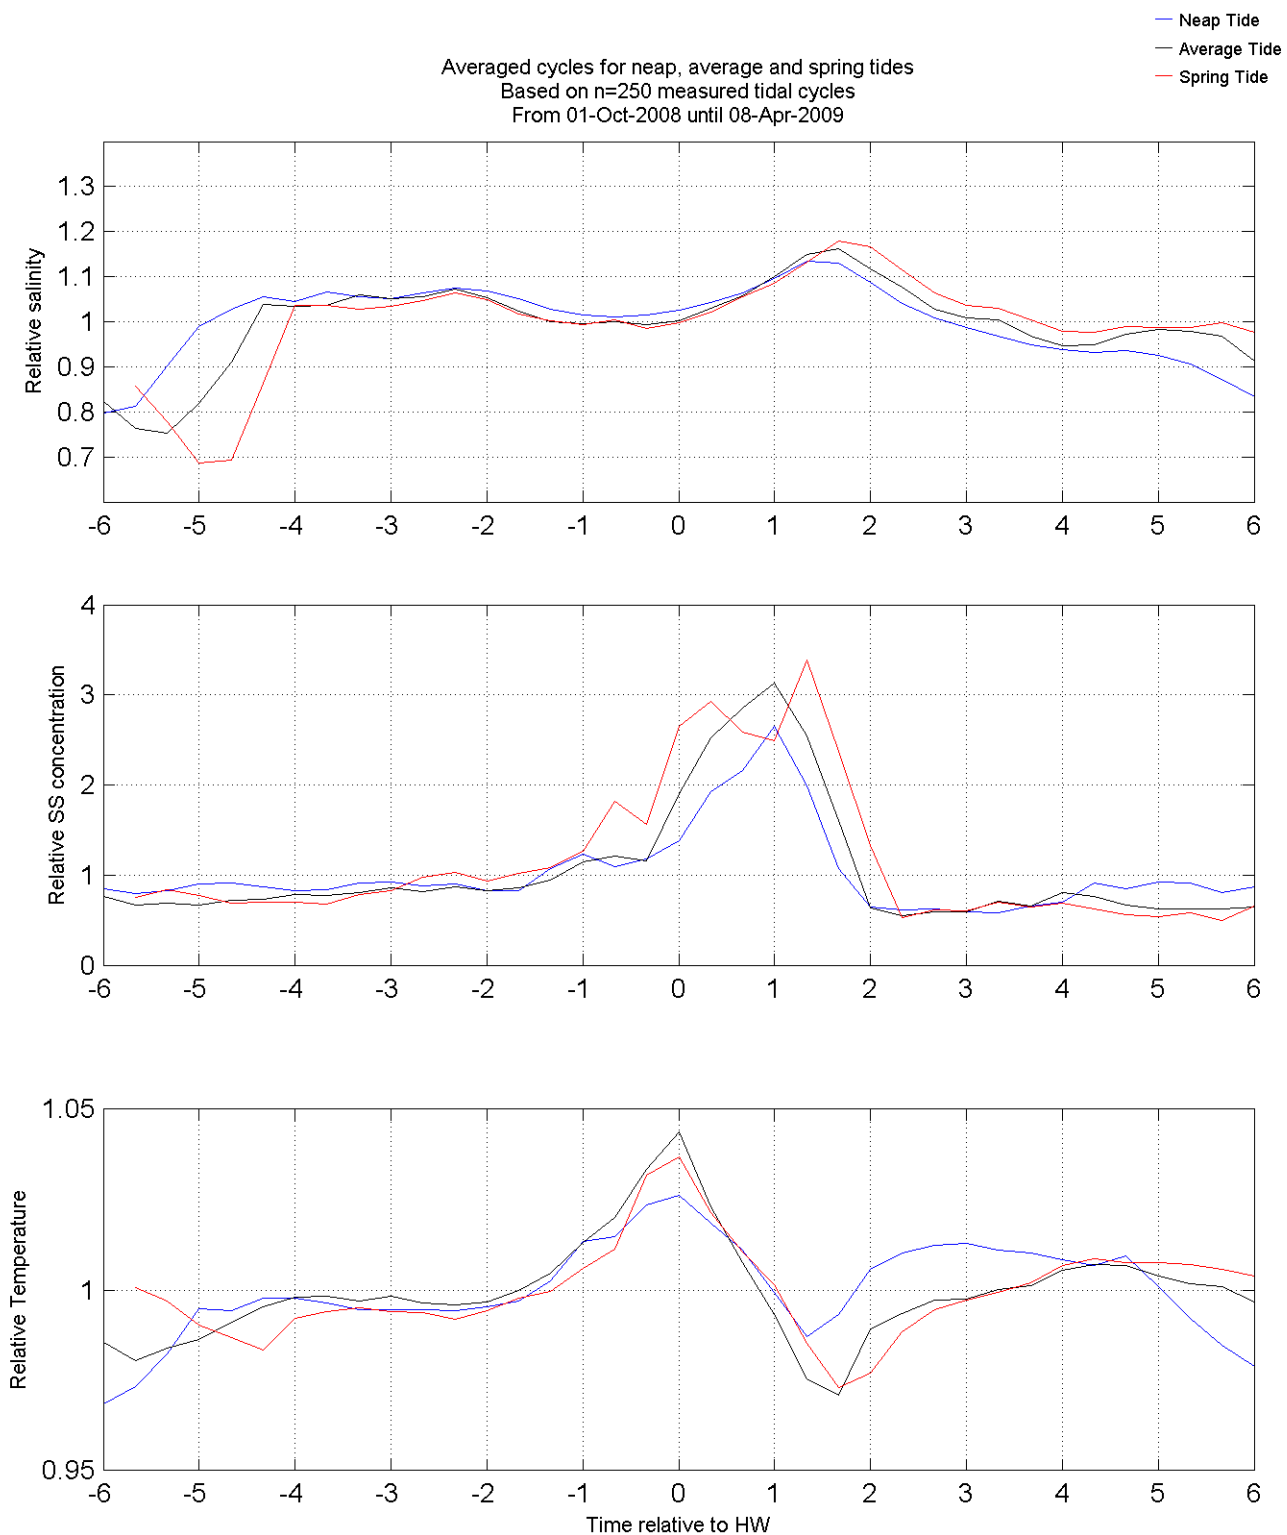 Neap Tide
Average Tide
Spring Tide
Averaged cycles for neap, average and spring tides
Based on n=250 measured tidal cycles
From 01-Oct-2008 until 08-Apr-2009
Relative salinity
1.3
1.2
1.1
1
0.9
0.8
0.7
-6 -5 -4 -3 -2 -1 0 1 2 3 4 5 6
Relative SS concentration
4
3
2
1
0
-6 -5 -4 -3 -2 -1 0 1 2 3 4 5 6
Relative Temperature
1.05
1
0.95
-6 -5 -4 -3 -2 -1 0 1 2 3 4 5 6
Time relative to HW